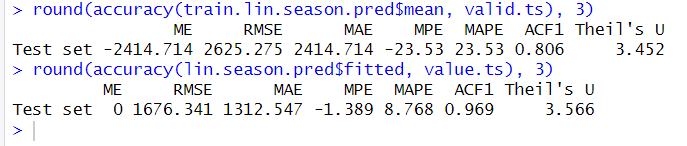 > round(accuracy(train.lin.season.pred$mean, valid.ts), 3)
ME RMSE MAE MPE MAPE ACF1 Theil's U
Test set -2414.714 2625.275 2414.714 -23.53 23.53 0.806 3.452
> round(accuracy(lin.season.pred$fitted, value.ts), 3)
ME RMSE MAE MPE MAPE ACF1 Theil's U
Test set 0 1676.341 1312.547 -1.389 8.768 0.969 3.566
>